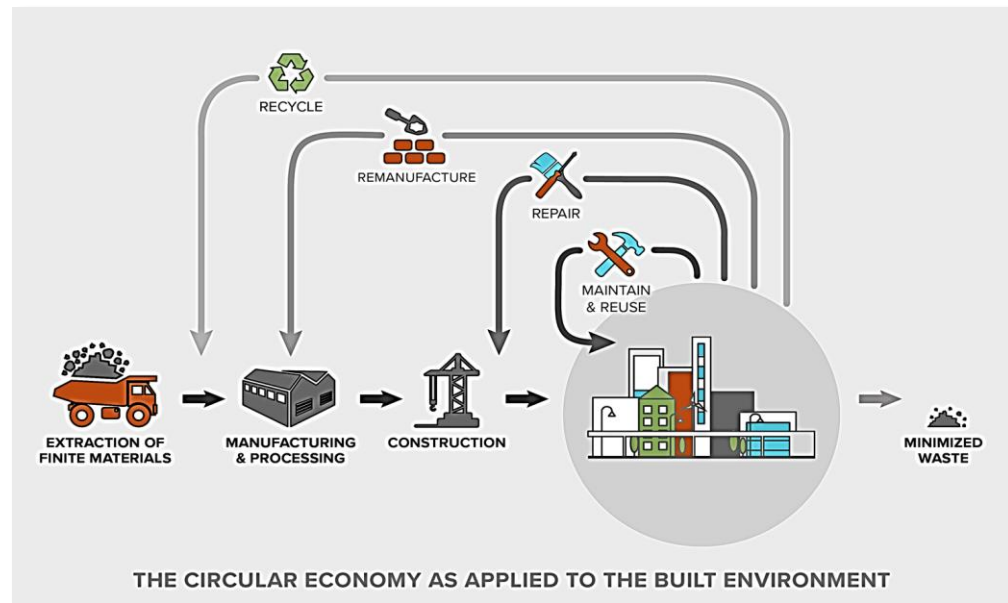 RECYCLE
REMANUFACTURE
REPAIR
MAINTAIN
& REUSE
EXTRACTION OF
FINITE MATERIALS
MANUFACTURING
& PROCESSING
CONSTRUCTION
MINIMIZED
WASTE
THE CIRCULAR ECONOMY AS APPLIED TO THE BUILT ENVIRONMENT